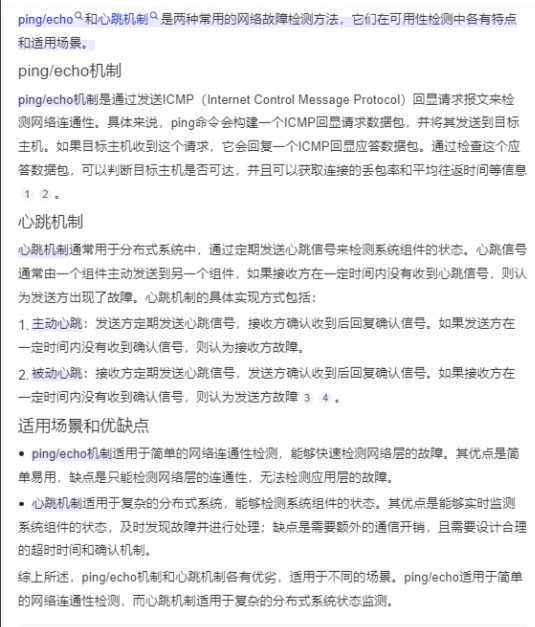 ping/echo和心跳机制是两种常用的网络故障检测方法，它们在可用性检测中各有特点
和适用场景。
ping/echo机制
ping/echo机制是通过发送ICMP（Internet Control Message Protocol）回显请求报文来检
测网络连通性。具体来说，ping命令会构建一个ICMP回显请求数据包，并将其发送到目标
主机。如果目标主机收到这个请求，它会回复一个ICMP回显应答数据包。通过检查这个应
答数据包，可以判断目标主机是否可达，并且可以获取连接的丢包率和平均往返时间等信息
1 2 。
心跳机制
心跳机制通常用于分布式系统中，通过定期发送心跳信号来检测系统组件的状态。心跳信号
通常由一个组件主动发送到另一个组件，如果接收方在一定时间内没有收到心跳信号，则认
为发送方出现了故障。心跳机制的具体实现方式包括：
1. 主动心跳：发送方定期发送心跳信号，接收方确认收到后回复确认信号。如果发送方在
一定时间内没有收到确认信号，则认为接收方故障。
2. 被动心跳：接收方定期发送心跳信号，发送方确认收到后回复确认信号。如果接收方在
一定时间内没有收到确认信号，则认为发送方故障 3 4 。
适用场景和优缺点
• ping/echo机制适用于简单的网络连通性检测，能够快速检测网络层的故障。其优点是简
单易用，缺点是只能检测网络层的连通性，无法检测应用层的故障。
• 心跳机制适用于复杂的分布式系统，能够检测系统组件的状态。其优点是能够实时监测
系统组件的状态，及时发现故障并进行处理；缺点是需要额外的通信开销，且需要设计合理
的超时时间和确认机制。
综上所述，ping/echo机制和心跳机制各有优劣，适用于不同的场景。ping/echo适用于简单
的网络连通性检测，而心跳机制适用于复杂的分布式系统状态监测。